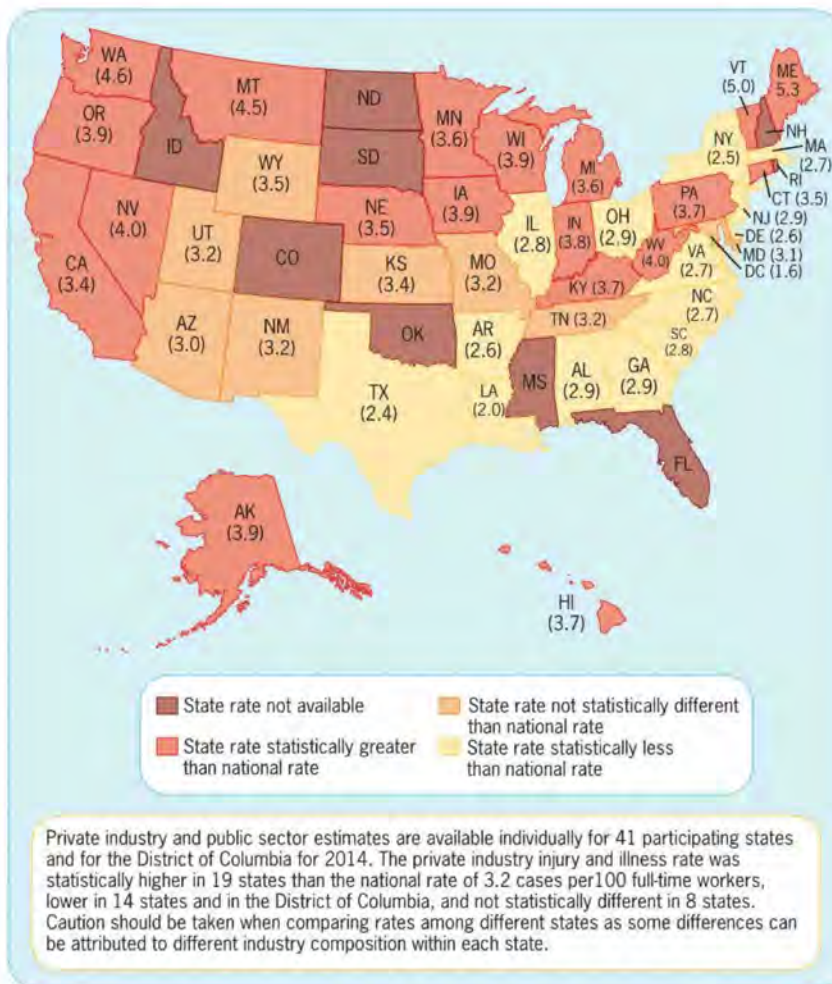 WA
(4.6)
MT
(4.5)
ND
OR
(3.9)
ID
SD
MN
(3.6)
WI
(3.9)
MI
(3.6)
VT
(5.0)
ME
5.3
NH
NY
(2.5)
MA
(2.7)
RI
CT (3.5)
NJ (2.9)
DE (2.6)
MD (3.1)
DC (1.6)
WY
(3.5)
NV
(4.0)
UT
(3.2)
CA
(3.4)
CO
NE
(3.5)
IA
(3.9)
IL
(2.8)
IN
(3.8)
OH
(2.9)
PA
(3.7)
WV
(4.0)
VA
(2.7)
KS
(3.4)
MO
(3.2)
KY (3.7)
NC
(2.7)
TN (3.2)
SC
(2.8)
AZ
(3.0)
NM
(3.2)
OK
AR
(2.6)
TX
(2.4)
LA
(2.0)
MS
AL
(2.9)
GA
(2.9)
FL
AK
(3.9)
HI
(3.7)
State rate not available
State rate not statistically different
than national rate
State rate statistically greater
than national rate
State rate statistically less
than national rate
Private industry and public sector estimates are available individually for 41 participating states
and for the District of Columbia for 2014. The private industry injury and illness rate was
statistically higher in 19 states than the national rate of 3.2 cases per100 full-time workers,
lower in 14 states and in the District of Columbia, and not statistically different in 8 states.
Caution should be taken when comparing rates among different states as some differences can
be attributed to different industry composition within each state.